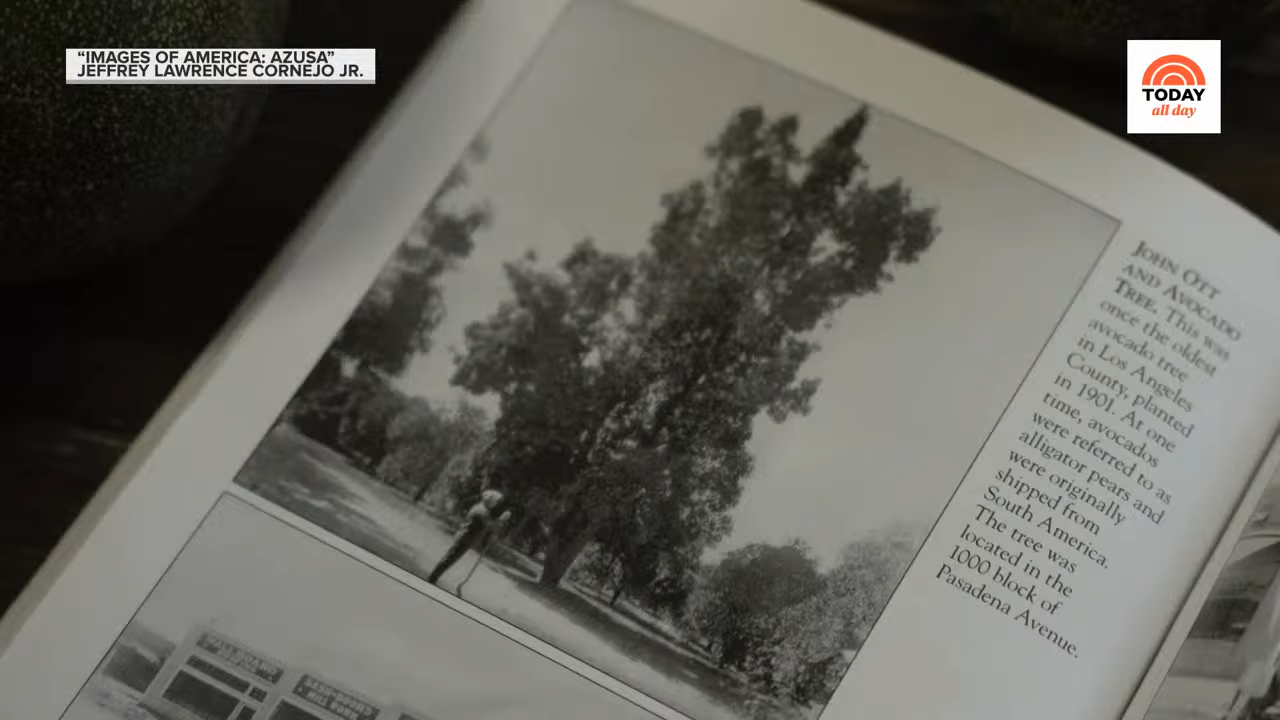 “IMAGES OF AMERICA: AZUSA”
JEFFREY LAWRENCE CORNEJO JR.
TODAY
all day
JOHN OTT
AND AVOCADO
TREE. This was
once the oldest
avocado tree
in Los Angeles
County, planted
in 1901. At one
time, avocados
were referred to as
alligator pears and
were originally
shipped from
South America.
The tree was
located in the
1000 block of
Pasadena Avenue.